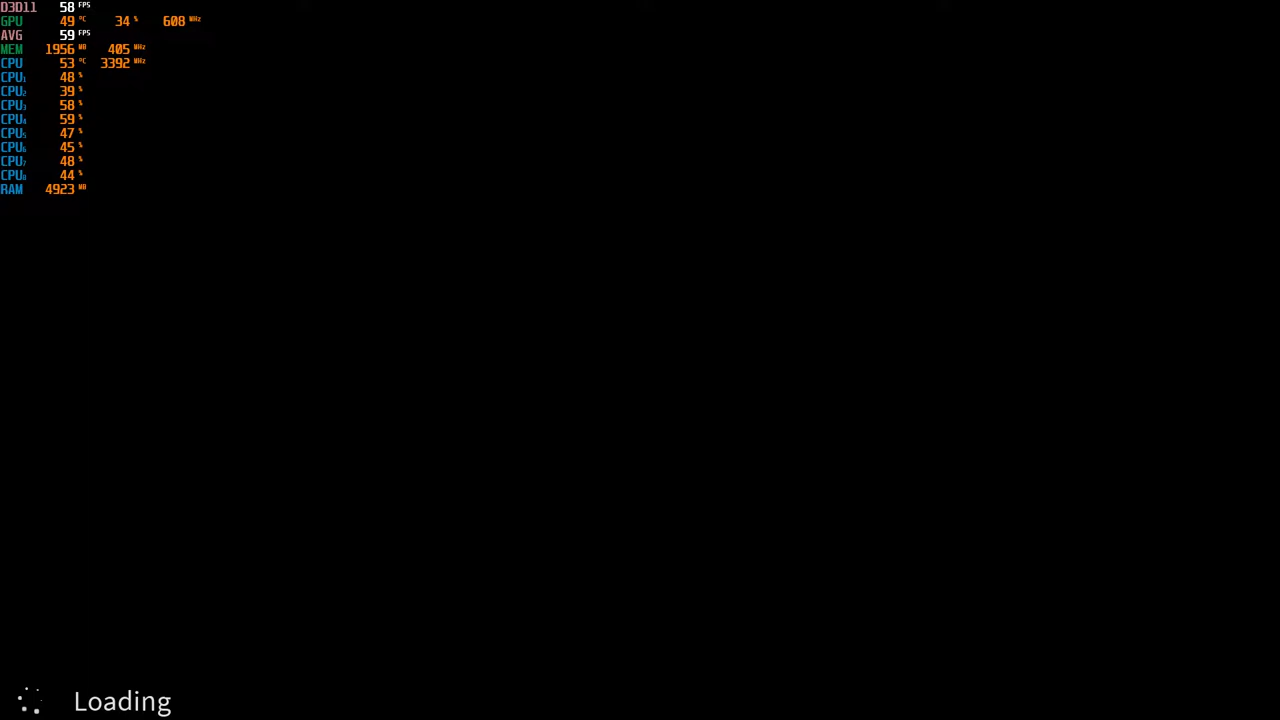 D3D11 58 FPS
GPU 49 °C 34 % 608 MHz
AVG 59 FPS
MEM 1956 MB 405 MHz
CPU 53 °C 3392 MHz
CPU1 48 %
CPU2 39 %
CPU3 58 %
CPU4 59 %
CPU5 47 %
CPU6 45 %
CPU7 48 %
CPU8 44 %
RAM 4923 MB
Loading